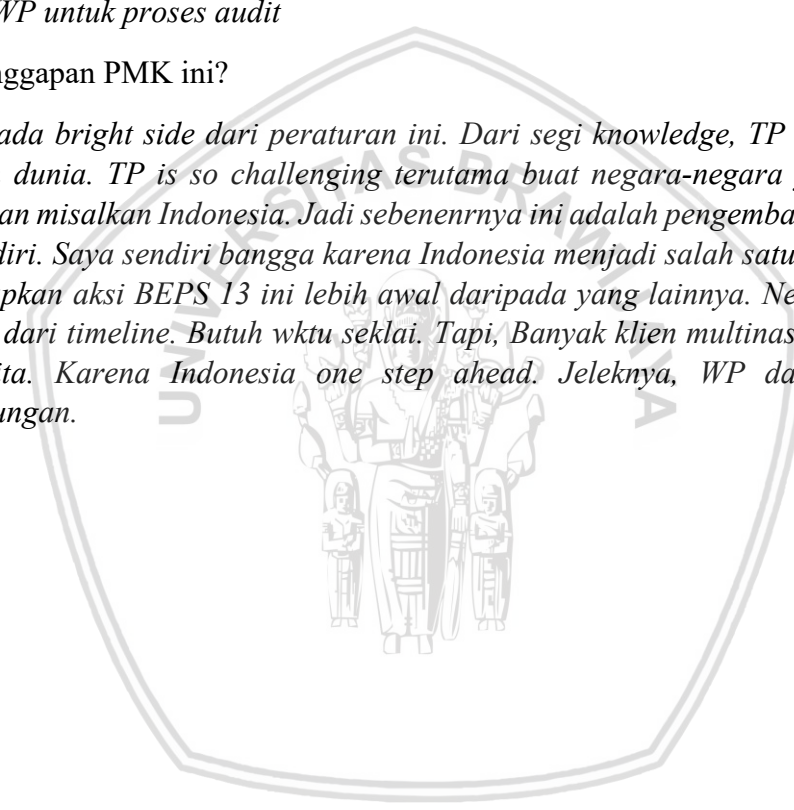 WP untuk proses audit
nggapan PMK ini?
ada bright side dari peraturan ini. Dari segi knowledge, TP
dunia. TP is so challenging terutama buat negara-negara
an misalkan Indonesia. Jadi sebenenrnya ini adalah pengemba
diri. Saya sendiri bangga karena Indonesia menjadi salah satu
pkan aksi BEPS 13 ini lebih awal daripada yang lainnya. Ne
dari timeline. Butuh wktu seklai. Tapi, Banyak klien multinas
ita. Karena Indonesia one step ahead. Jeleknya, WP da
ungan.
UNIVERSITAS BRAWIJAYA